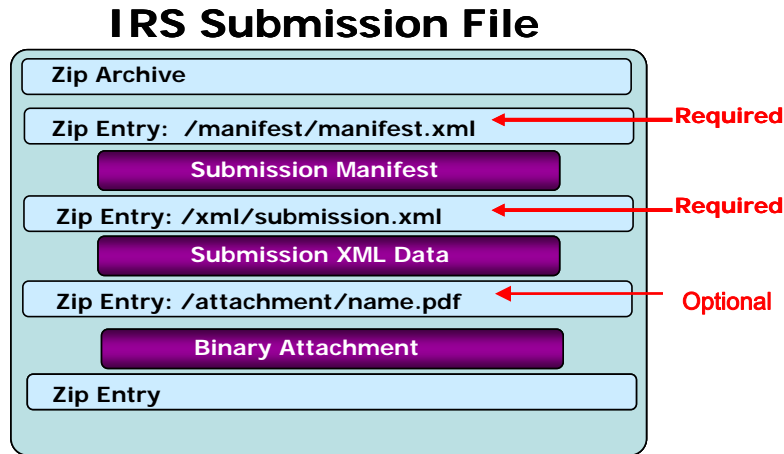 IRS Submission File
Zip Archive
Zip Entry: /manifest/manifest.xml
Required
Submission Manifest
Zip Entry: /xml/submission.xml
Required
Submission XML Data
Zip Entry: /attachment/name.pdf
Optional
Binary Attachment
Zip Entry